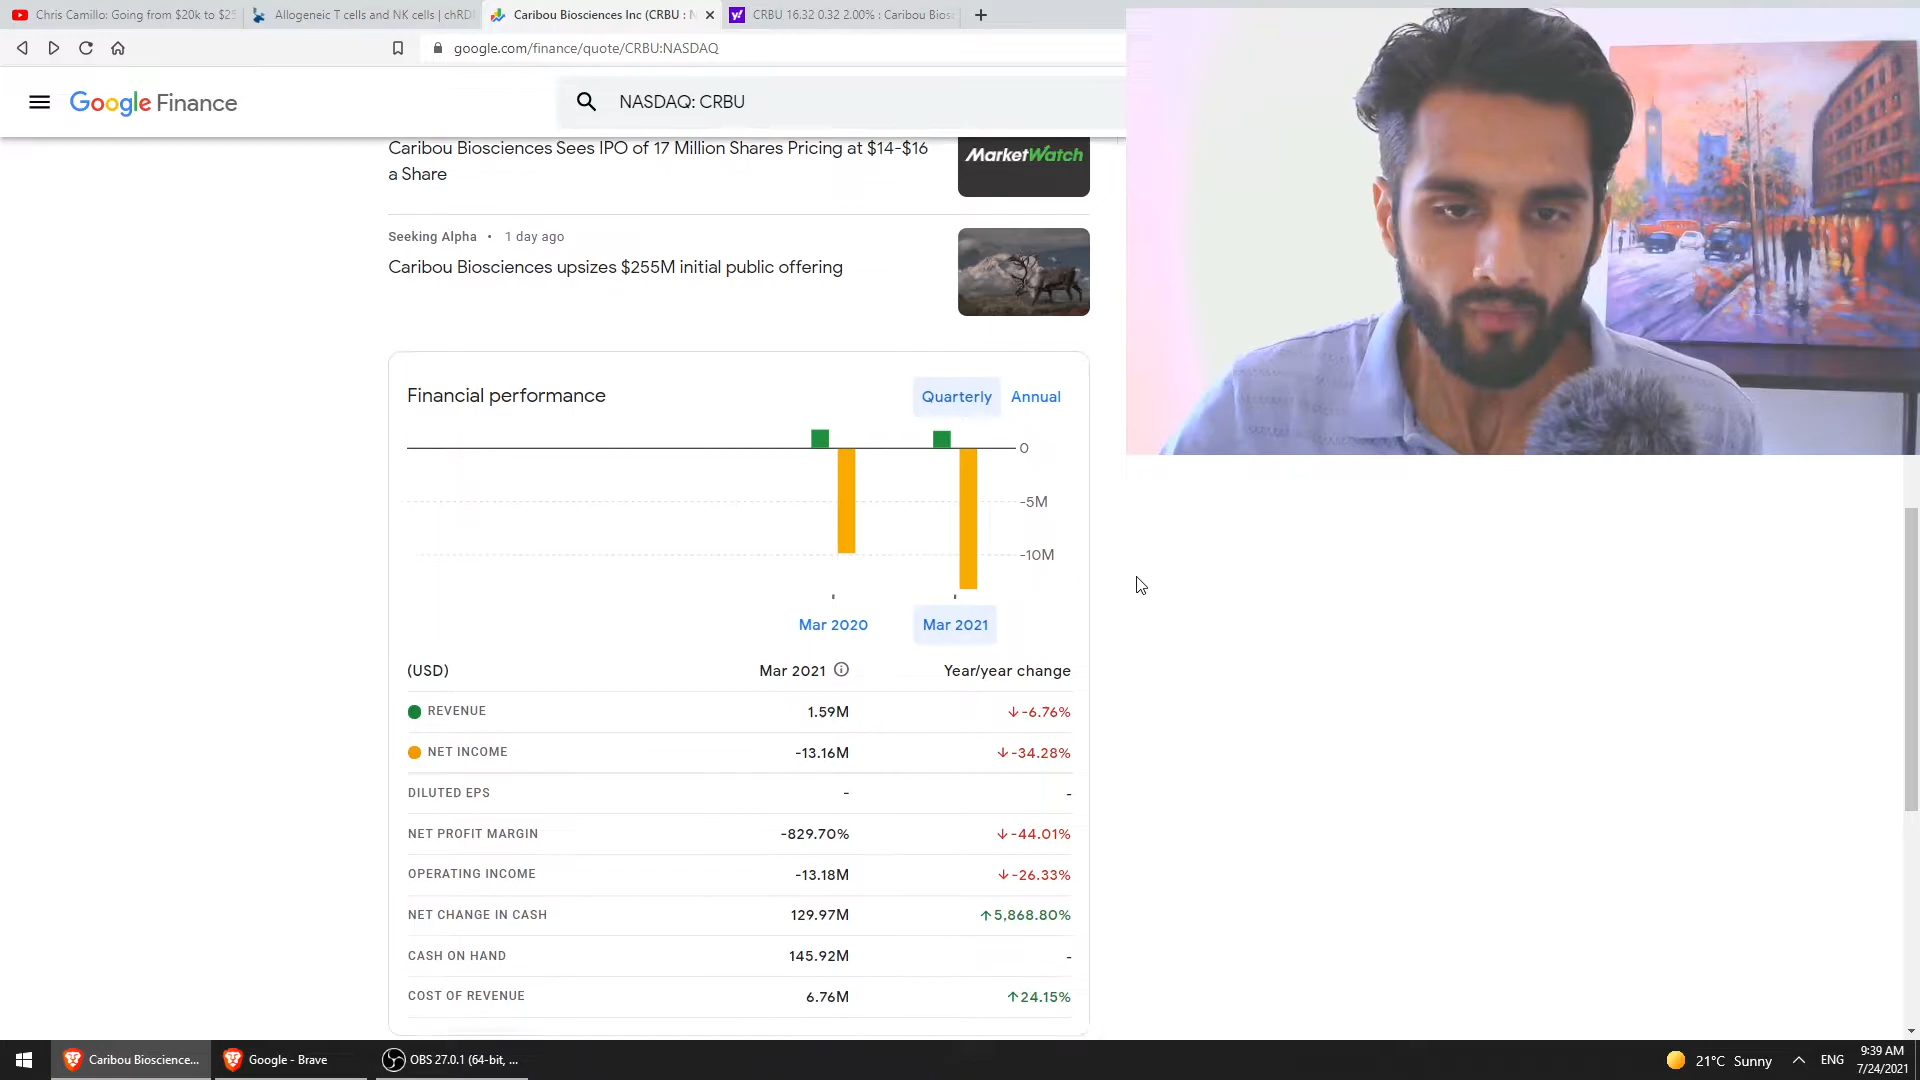 Chris Camillo: Going from $20k to $2
Allogeneic T cells and NK cells | chRD
Caribou Biosciences Inc (CRBU : N
CRBU 16.32 0.32 2.00% : Caribou Bios
google.com/finance/quote/CRBU:NASDAQ
Google Finance
NASDAQ: CRBU
Caribou Biosciences Sees IPO of 17 Million Shares Pricing at $14-$16
a Share
MarketWatch
Seeking Alpha • 1 day ago
Caribou Biosciences upsizes $255M initial public offering
Financial performance
Quarterly
Annual
0
-5M
-10M
Mar 2020
Mar 2021
(USD)
Mar 2021
Year/year change
REVENUE
1.59M
-6.76%
NET INCOME
-13.16M
-34.28%
DILUTED EPS
-
-
NET PROFIT MARGIN
-829.70%
-44.01%
OPERATING INCOME
-13.18M
-26.33%
NET CHANGE IN CASH
129.97M
5,868.80%
CASH ON HAND
145.92M
-
COST OF REVENUE
6.76M
24.15%
Caribou Bioscience...
Google - Brave
OBS 27.0.1 (64-bit, ...
21°C Sunny
ENG
9:39 AM
7/24/2021